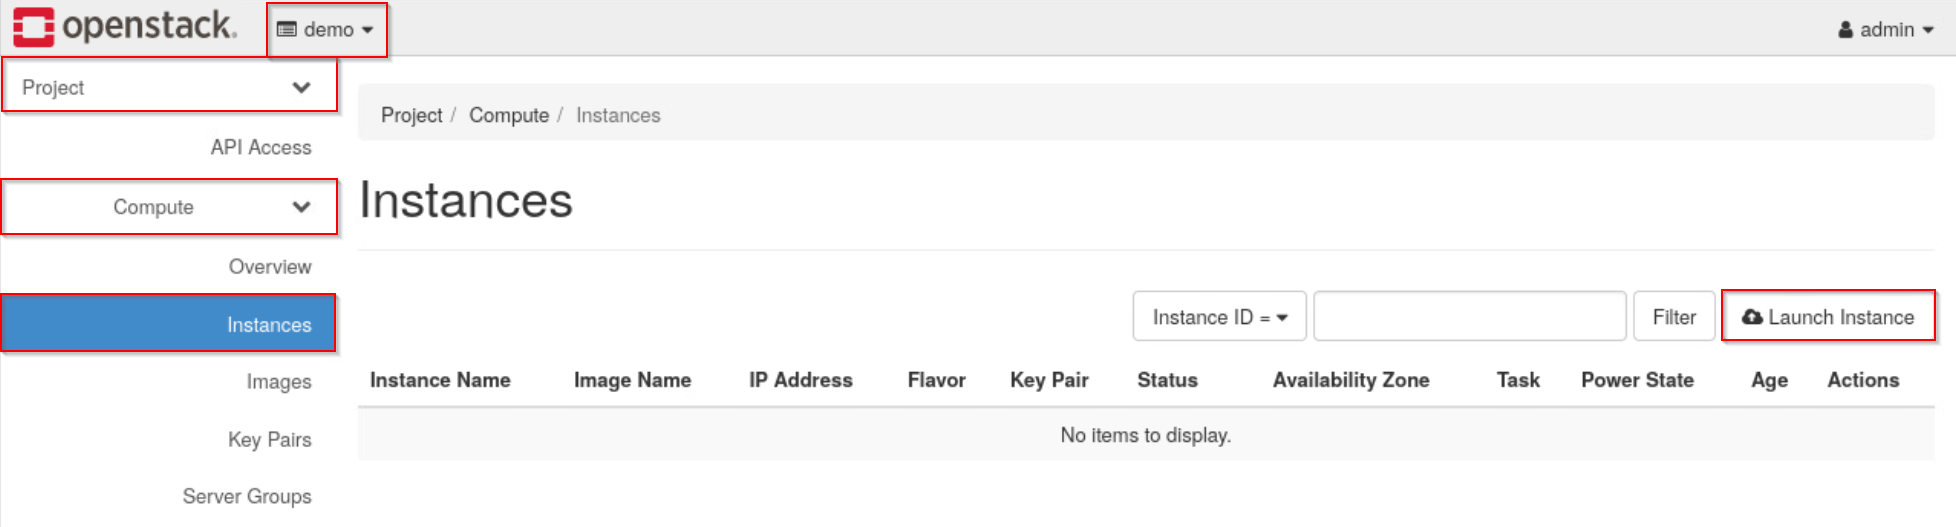 openstack. demo admin
Project
API Access
Compute
Overview
Instances
Images
Key Pairs
Server Groups
Project / Compute / Instances
Instances
Instance ID = Filter Launch Instance
Instance Name Image Name IP Address Flavor Key Pair Status Availability Zone Task Power State Age Actions
No items to display.